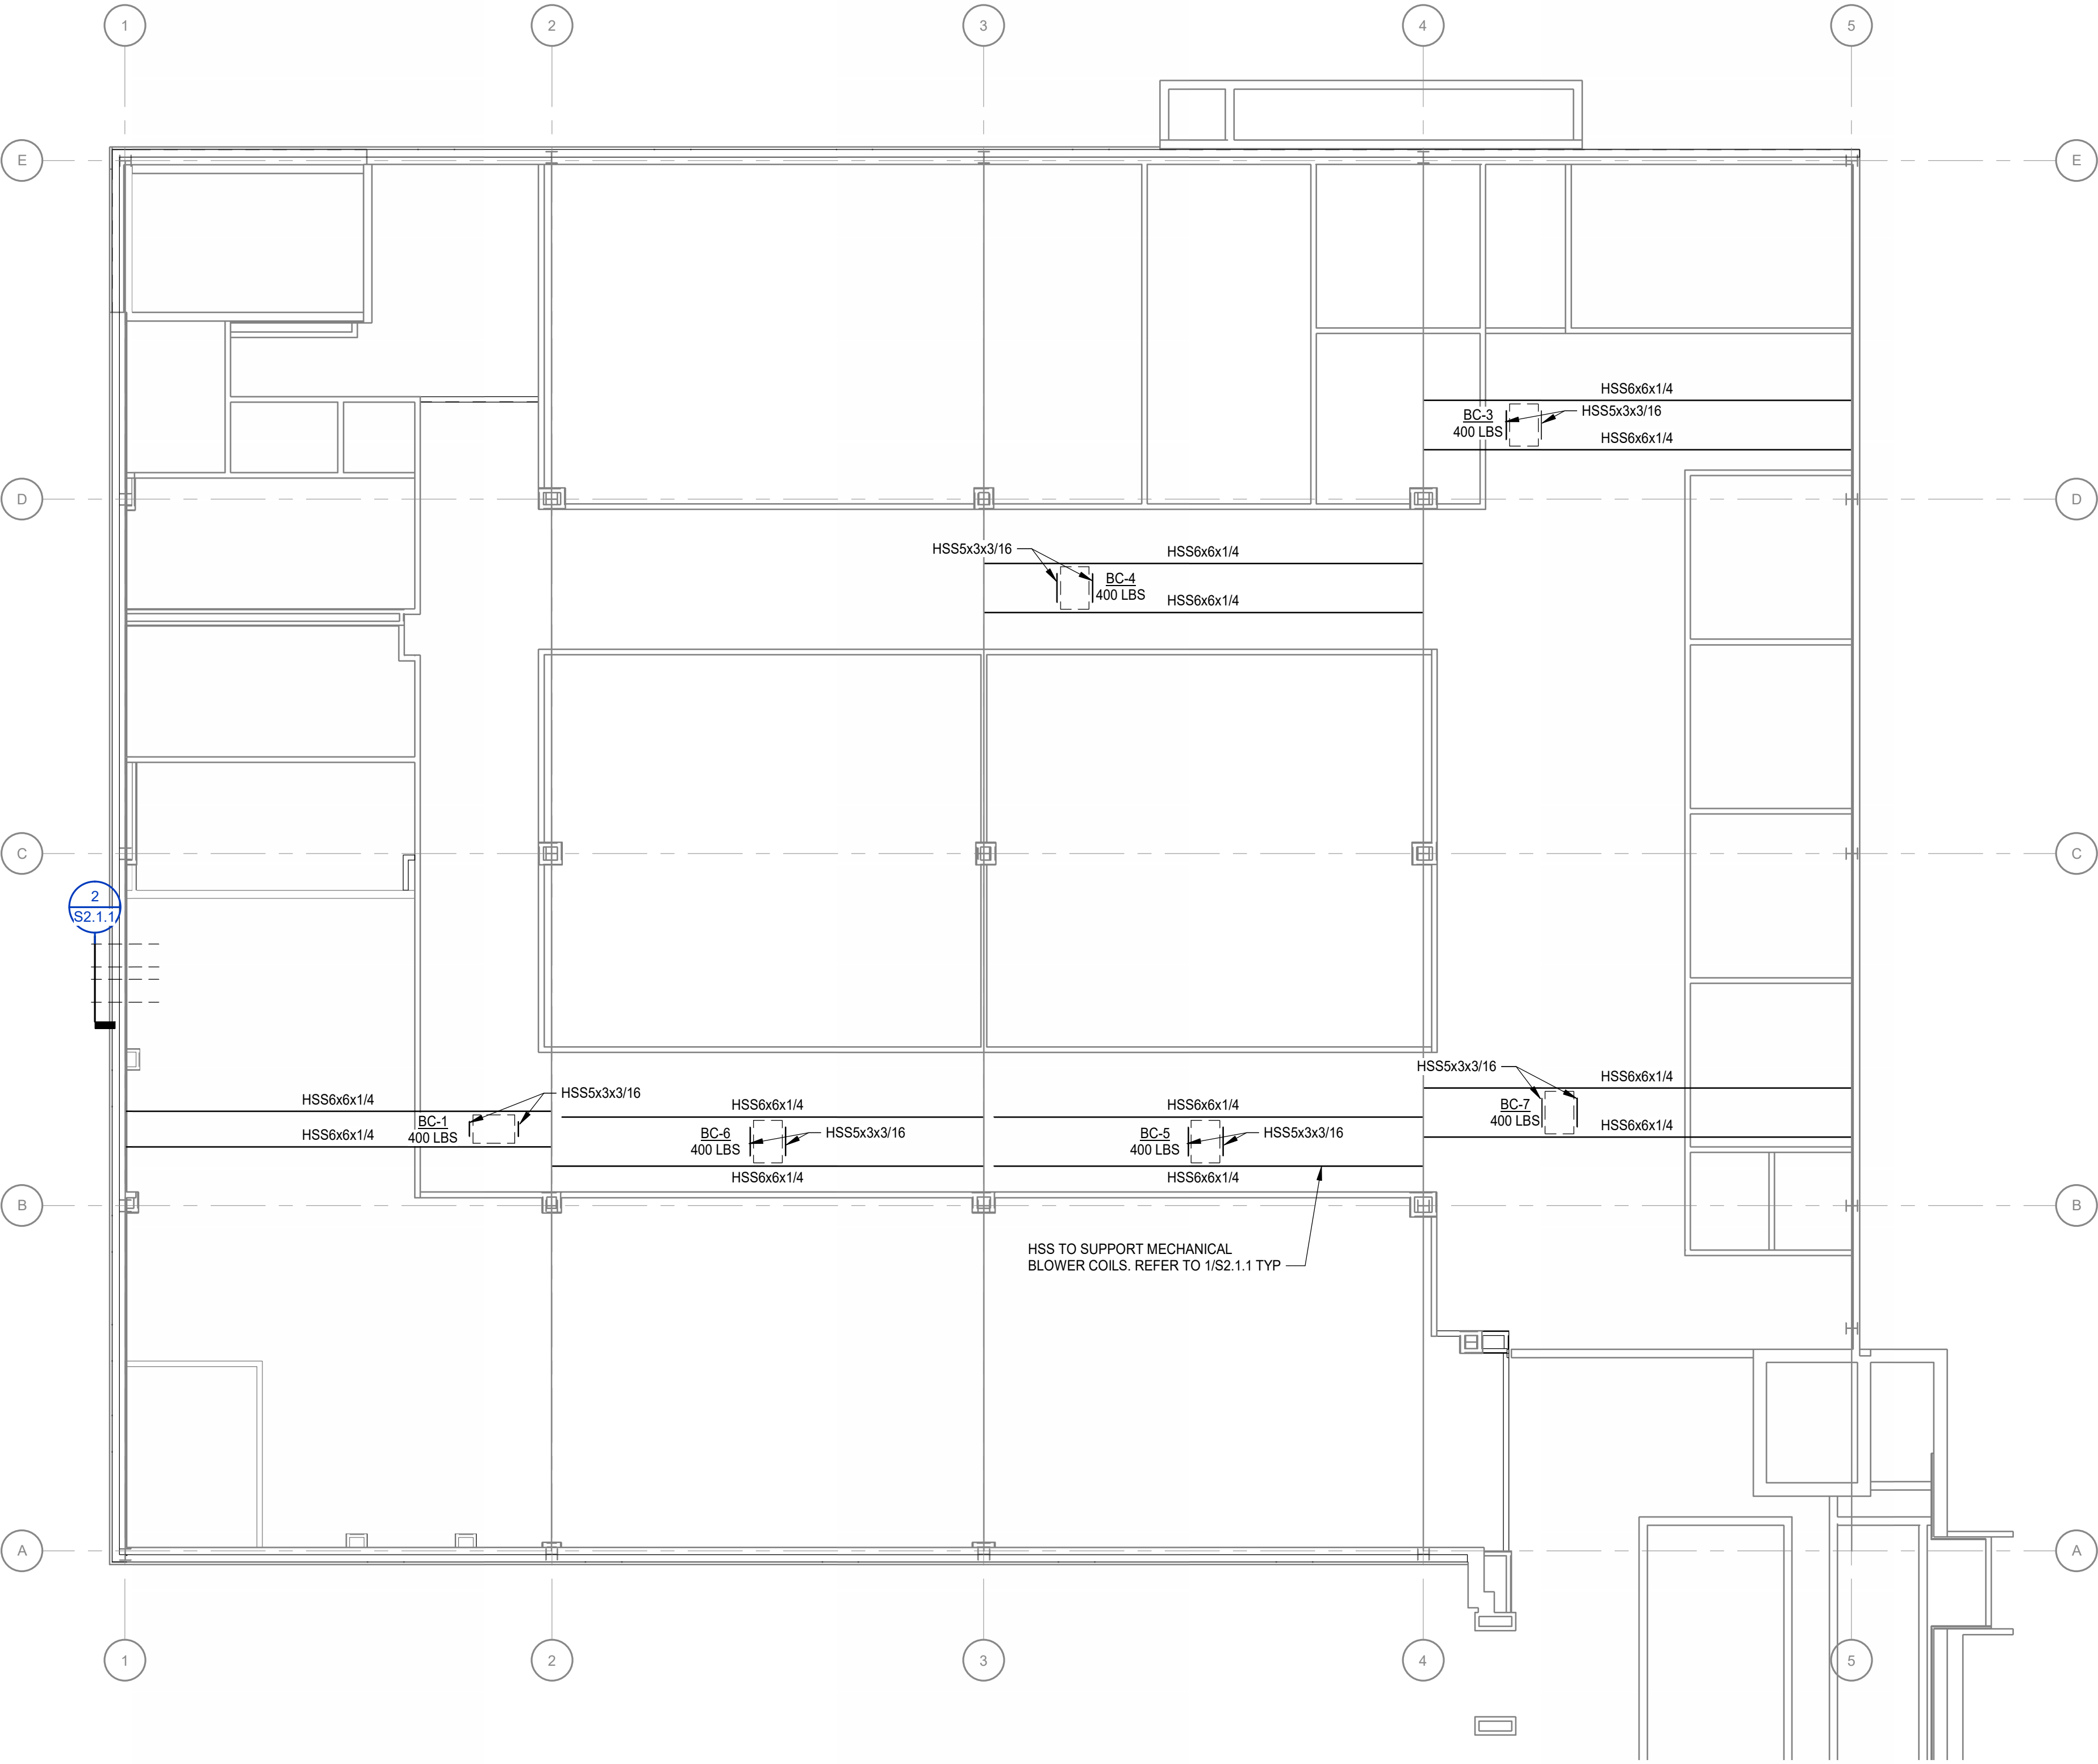 1
2
3
4
5
E
E
HSS6x6x1/4
BC-3
400 LBS
HSS5x3x3/16
HSS6x6x1/4
D
D
HSS5x3x3/16
HSS6x6x1/4
BC-4
400 LBS
HSS6x6x1/4
C
C
2
S2.1.1
HSS5x3x3/16
HSS6x6x1/4
BC-7
400 LBS
HSS6x6x1/4
HSS6x6x1/4
HSS5x3x3/16
BC-1
400 LBS
HSS6x6x1/4
HSS6x6x1/4
BC-6
400 LBS
HSS5x3x3/16
HSS6x6x1/4
HSS6x6x1/4
BC-5
400 LBS
HSS5x3x3/16
HSS6x6x1/4
B
B
HSS TO SUPPORT MECHANICAL
BLOWER COILS. REFER TO 1/S2.1.1 TYP
A
A
1
2
3
4
5